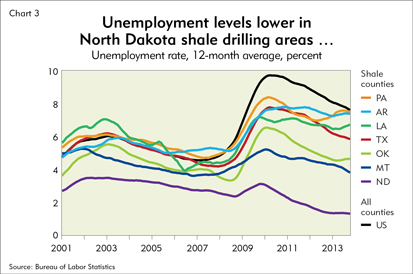 Chart 3
Unemployment levels lower in
North Dakota shale drilling areas …
Unemployment rate, 12-month average, percent
10
8
6
4
2
0
2001
2003
2005
2007
2009
2011
2013
Shale
counties
PA
AR
LA
TX
OK
MT
ND
All
counties
US
Source: Bureau of Labor Statistics